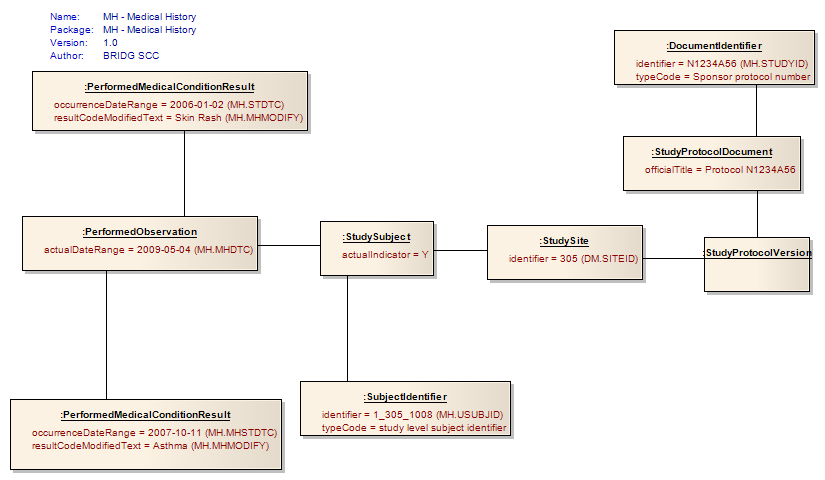 Name: MH - Medical History
Package: MH - Medical History
Version: 1.0
Author: BRIDG SCC
:DocumentIdentifier
identifier = N1234A56 (MH.STUDYID)
typeCode = Sponsor protocol number
:PerformedMedicalConditionResult
occurrenceDateRange = 2006-01-02 (MH.STDTC)
resultCodeModifiedText = Skin Rash (MH.MHMODIFY)
:StudyProtocolDocument
officialTitle = Protocol N1234A56
:PerformedObservation
actualDateRange = 2009-05-04 (MH.MHDTC)
:StudySubject
actualIndicator = Y
:StudySite
identifier = 305 (DM.SITEID)
:StudyProtocolVersion
:SubjectIdentifier
identifier = 1_305_1008 (MH.USUBJID)
typeCode = study level subject identifier
:PerformedMedicalConditionResult
occurrenceDateRange = 2007-10-11 (MH.MHSTDTC)
resultCodeModifiedText = Asthma (MH.MHMODIFY)